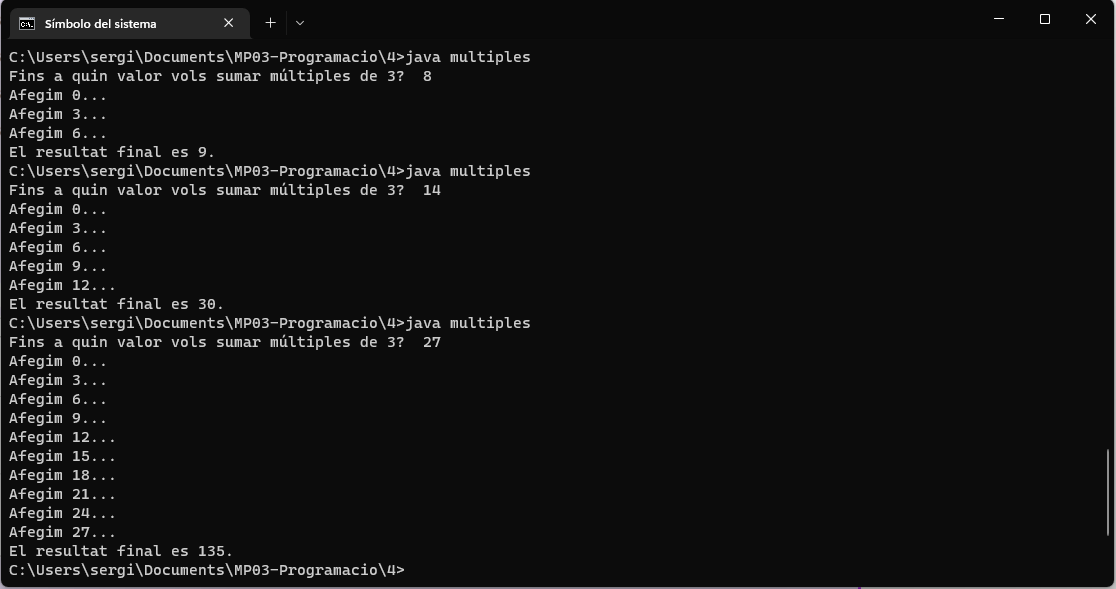 Símbolo del sistema
C:\Users\sergi\Documents\MP03-Programacio\4>java multiples
Fins a quin valor vols sumar múltiples de 3?  8
Afegim 0...
Afegim 3...
Afegim 6...
El resultat final es 9.
C:\Users\sergi\Documents\MP03-Programacio\4>java multiples
Fins a quin valor vols sumar múltiples de 3?  14
Afegim 0...
Afegim 3...
Afegim 6...
Afegim 9...
Afegim 12...
El resultat final es 30.
C:\Users\sergi\Documents\MP03-Programacio\4>java multiples
Fins a quin valor vols sumar múltiples de 3?  27
Afegim 0...
Afegim 3...
Afegim 6...
Afegim 9...
Afegim 12...
Afegim 15...
Afegim 18...
Afegim 21...
Afegim 24...
Afegim 27...
El resultat final es 135.
C:\Users\sergi\Documents\MP03-Programacio\4>